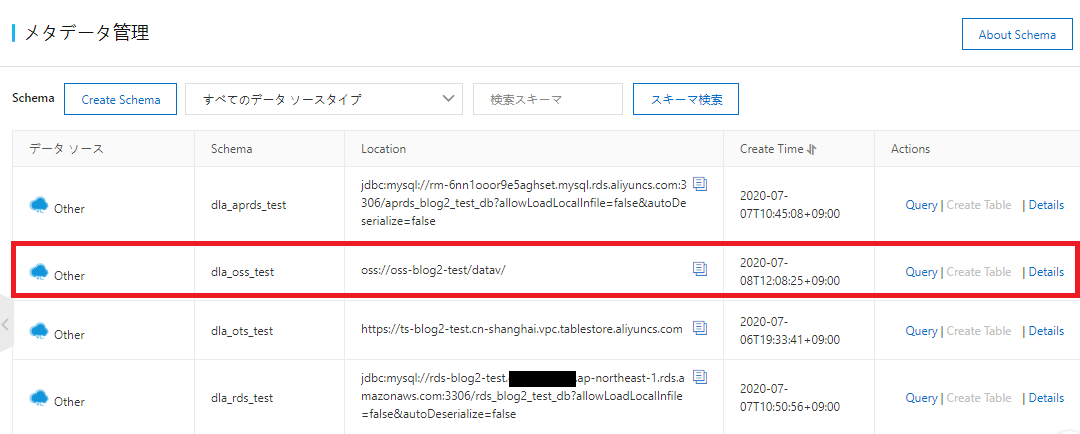 メタデータ管理
About Schema
Schema
Create Schema
すべてのデータ ソースタイプ
検索スキーマ
スキーマ検索
データ ソース
Schema
Location
Create Time
Actions
Other
dla_aprds_test
jdbc:mysql://rm-6nn1ooor9e5aghset.mysql.rds.aliyuncs.com:3
306/aprds_blog2_test_db?allowLoadLocalInfile=false&autoDe
serialize=false
2020-07-
07T10:45:08+09:00
Query | Create Table | Details
Other
dla_oss_test
oss://oss-blog2-test/datav/
2020-07-
08T12:08:25+09:00
Query | Create Table | Details
Other
dla_ots_test
https://ts-blog2-test.cn-shanghai.vpc.tablestore.aliyuncs.com
2020-07-
06T19:33:41+09:00
Query | Create Table | Details
Other
dla_rds_test
jdbc:mysql://rds-blog2-test.
.ap-northeast-1.rds.a
mazonaws.com:3306/rds_blog2_test_db?allowLoadLocalInfile
=false&autoDeserialize=false
2020-07-
07T10:50:56+09:00
Query | Create Table | Details